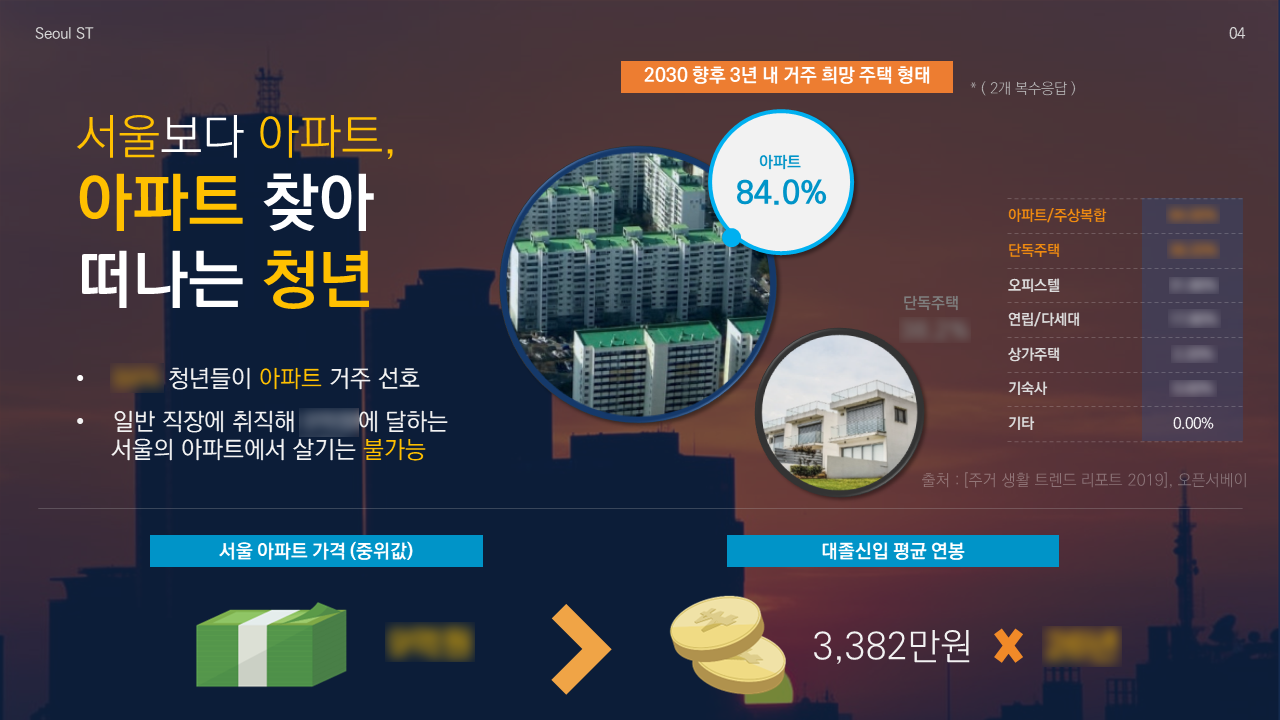 Seoul ST
04
2030 향후 3년 내 거주 희망 주택 형태
* ( 2개 복수응답 )
서울보다 아파트,
아파트 찾아
떠나는 청년
아파트
84.0%
아파트/주상복합
단독주택
오피스텔
연립/다세대
상가주택
기숙사
기타 0.00%
단독주택
• 청년들이 아파트 거주 선호
• 일반 직장에 취직해 에 달하는
서울의 아파트에서 살기는 불가능
출처 : [주거 생활 트렌드 리포트 2019], 오픈서베이
서울 아파트 가격 (중위값)
대졸신입 평균 연봉
3,382만원